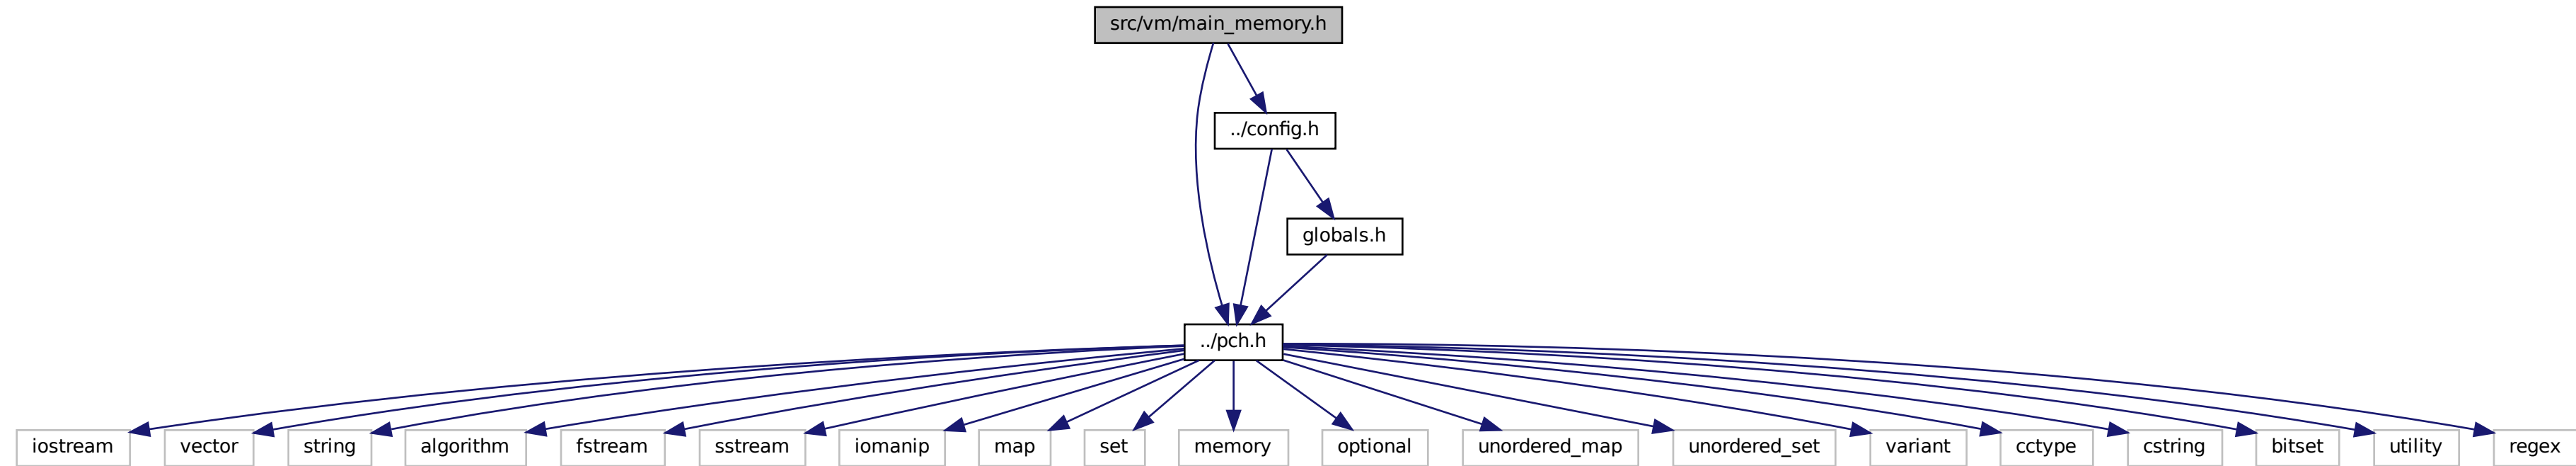 src/vm/main_memory.h
../config.h
globals.h
../pch.h
iostream
vector
string
algorithm
fstream
sstream
iomanip
map
set
memory
optional
unordered_map
unordered_set
variant
cctype
cstring
bitset
utility
regex